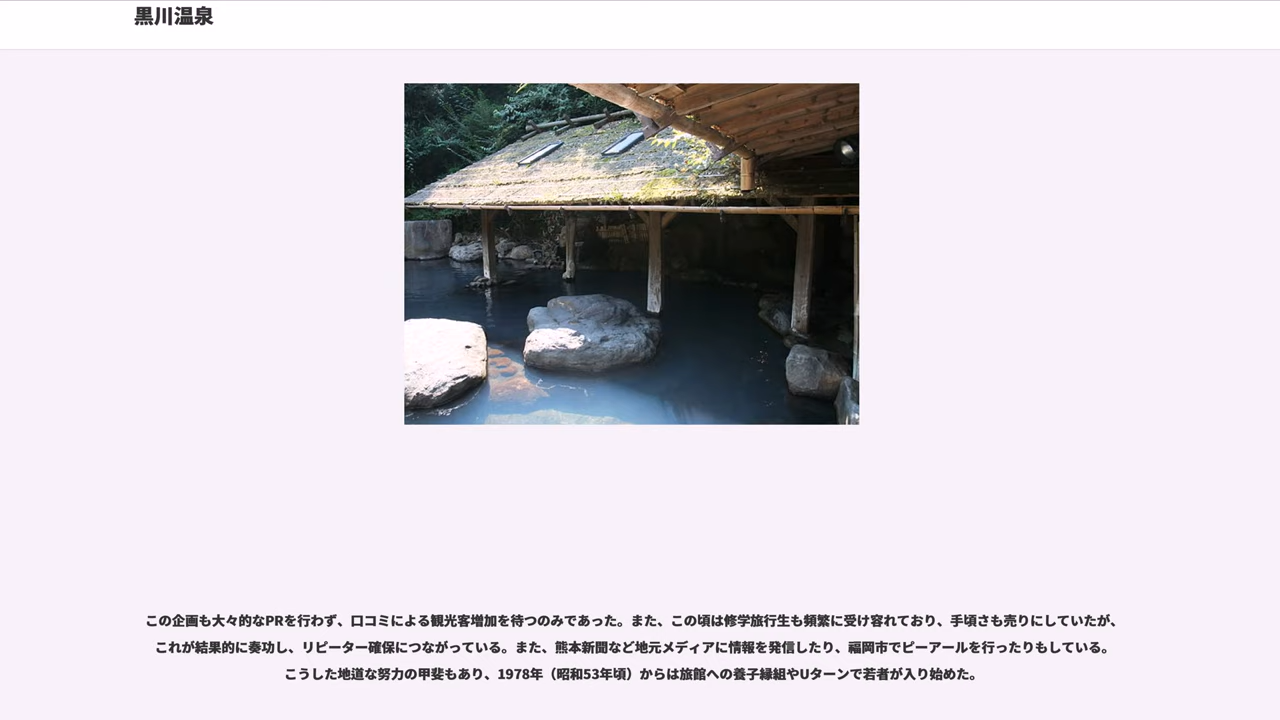 黒川温泉
この企画も大々的なPRを行わず、口コミによる観光客増加を待つのみであった。また、この頃は修学旅行生も頻繁に受け容れており、手頃さも売りにしていたが、
これが結果的に奏功し、リピーター確保につながっている。また、熊本新聞など地元メディアに情報を発信したり、福岡市でピーアールを行ったりもしている。
こうした地道な努力の甲斐もあり、1978年（昭和53年頃）からは旅館への養子縁組やUターンで若者が入り始めた。